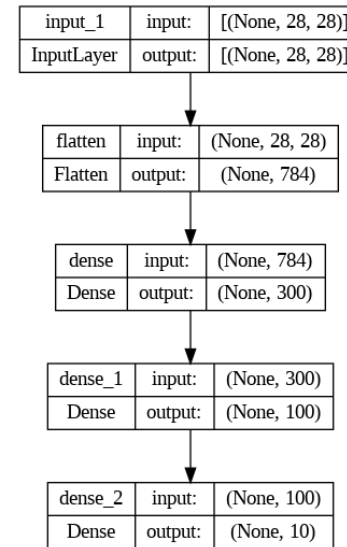 input_1 input: [(None, 28, 28)]
InputLayer output: [(None, 28, 28)]
flatten input: (None, 28, 28)
Flatten output: (None, 784)
dense input: (None, 784)
Dense output: (None, 300)
dense_1 input: (None, 300)
Dense output: (None, 100)
dense_2 input: (None, 100)
Dense output: (None, 10)